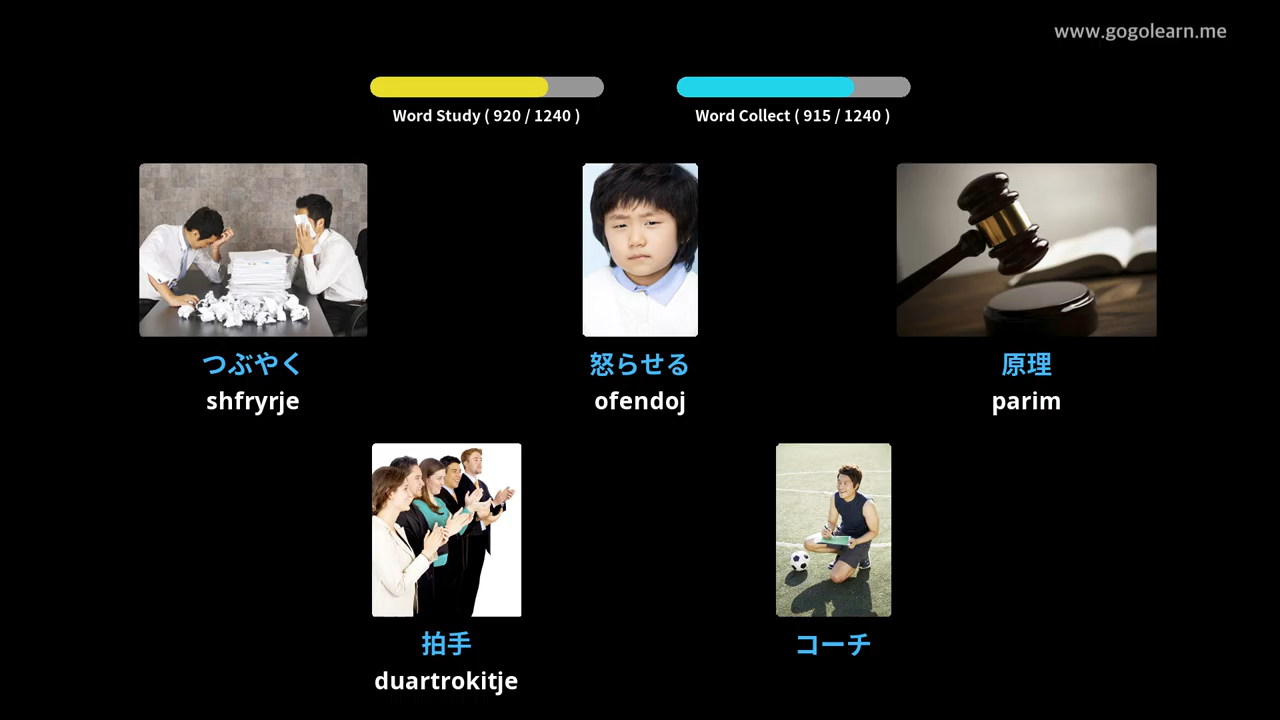 www.gogolearn.me
Word Study ( 920 / 1240 )
Word Collect ( 915 / 1240 )
つぶやく
shfryrje
怒らせる
ofendoj
原理
parim
拍手
duartrokitje
コーチ